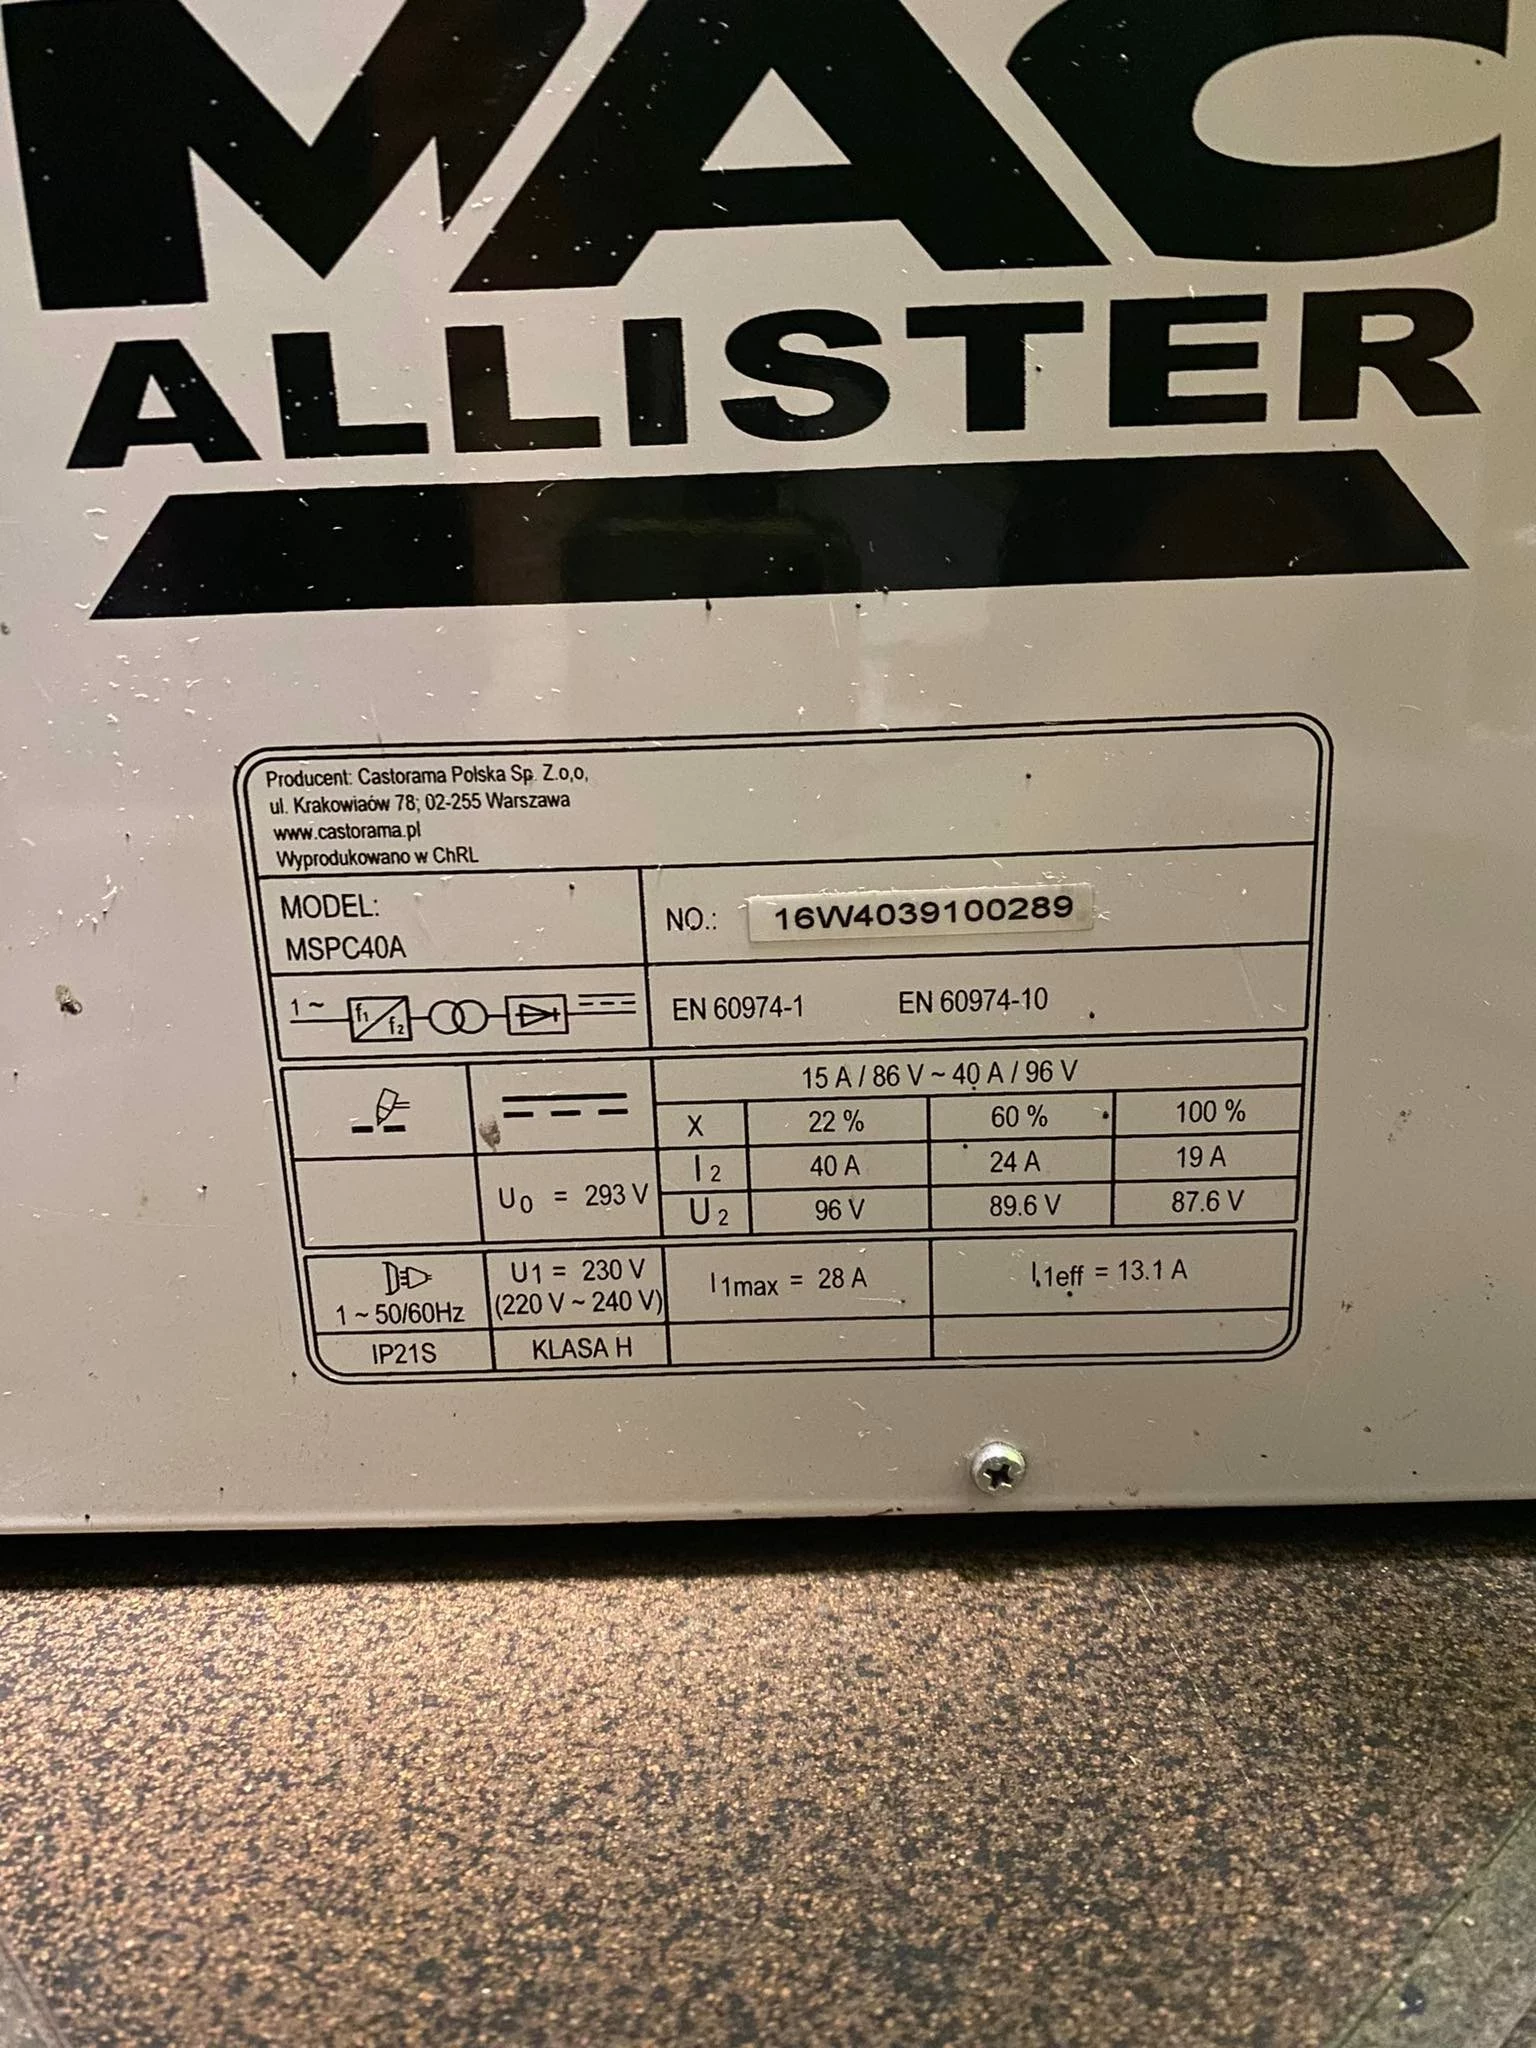 MAC
ALLISTER
Producent: Castorama Polska Sp. Z.o,o,
ul. Krakowiaów 78; 02-255 Warszawa
www.castorama.pl
Wyprodukowano w ChRL
MODEL:
MSPC40A
NO.: 16W4039100289
1 ~ f1 f2
EN 60974-1 EN 60974-10
15 A / 86 V ~ 40 A / 96 V
X 22 % 60 % 100 %
I2 40 A 24 A 19 A
U0 = 293 V
U2 96 V 89.6 V 87.6 V
1 ~ 50/60Hz
U1 = 230 V
(220 V ~ 240 V)
I1max = 28 A
I1eff = 13.1 A
IP21S
KLASA H